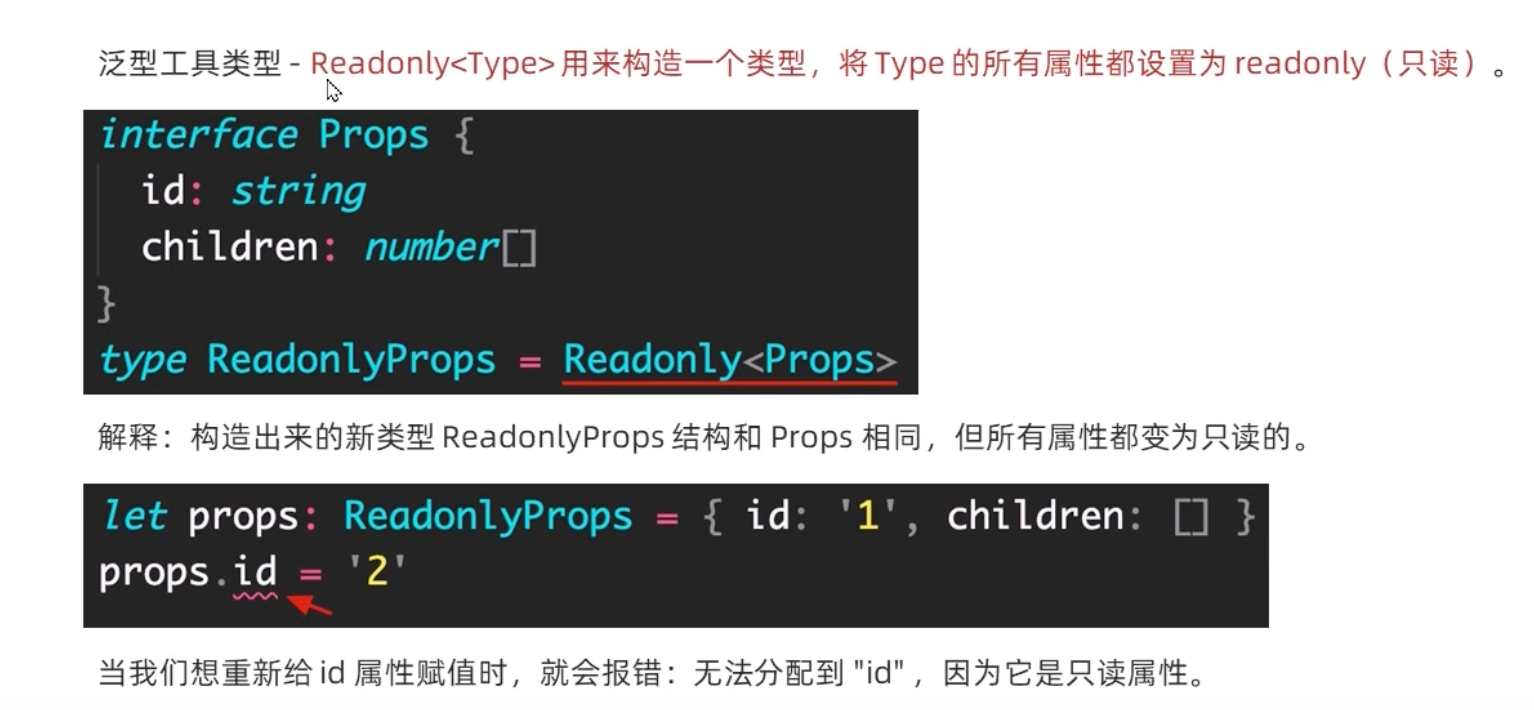 泛型工具类型 - Readonly<Type> 用来构造一个类型，将 Type 的所有属性都设置为 readonly（只读）。
interface Props {
  id: string
  children: number[]
}
type ReadonlyProps = Readonly<Props>
解释：构造出来的新类型 ReadonlyProps 结构和 Props 相同，但所有属性都变为只读的。
let props: ReadonlyProps = { id: '1', children: [] }
props.id = '2'
当我们想重新给 id 属性赋值时，就会报错：无法分配到 "id" ，因为它是只读属性。